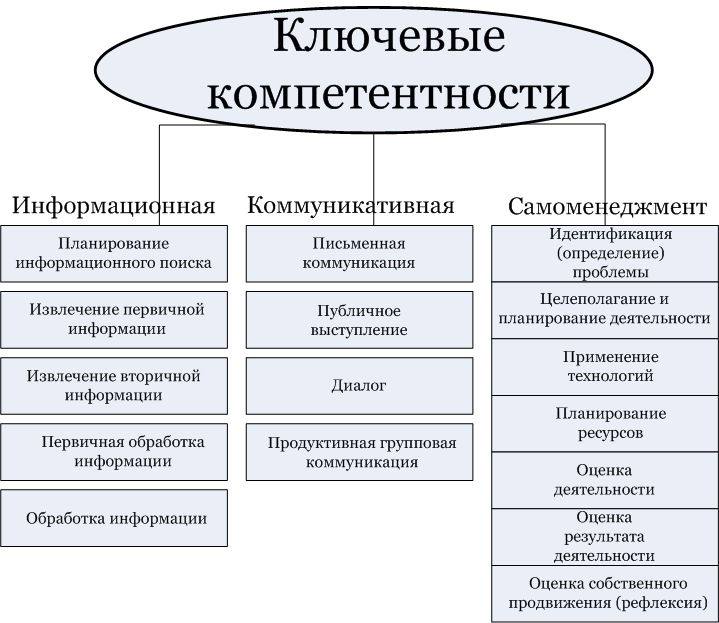 Ключевые
компетентности
Информационная
Планирование
информационного поиска
Извлечение первичной
информации
Извлечение вторичной
информации
Первичная обработка
информации
Обработка информации
Коммуникативная
Письменная
коммуникация
Публичное
выступление
Диалог
Продуктивная групповая
коммуникация
Самоменеджмент
Идентификация
(определение)
проблемы
Целеполагание и
планирование деятельности
Применение
технологий
Планирование
ресурсов
Оценка
деятельности
Оценка
результата
деятельности
Оценка собственного
продвижения (рефлексия)